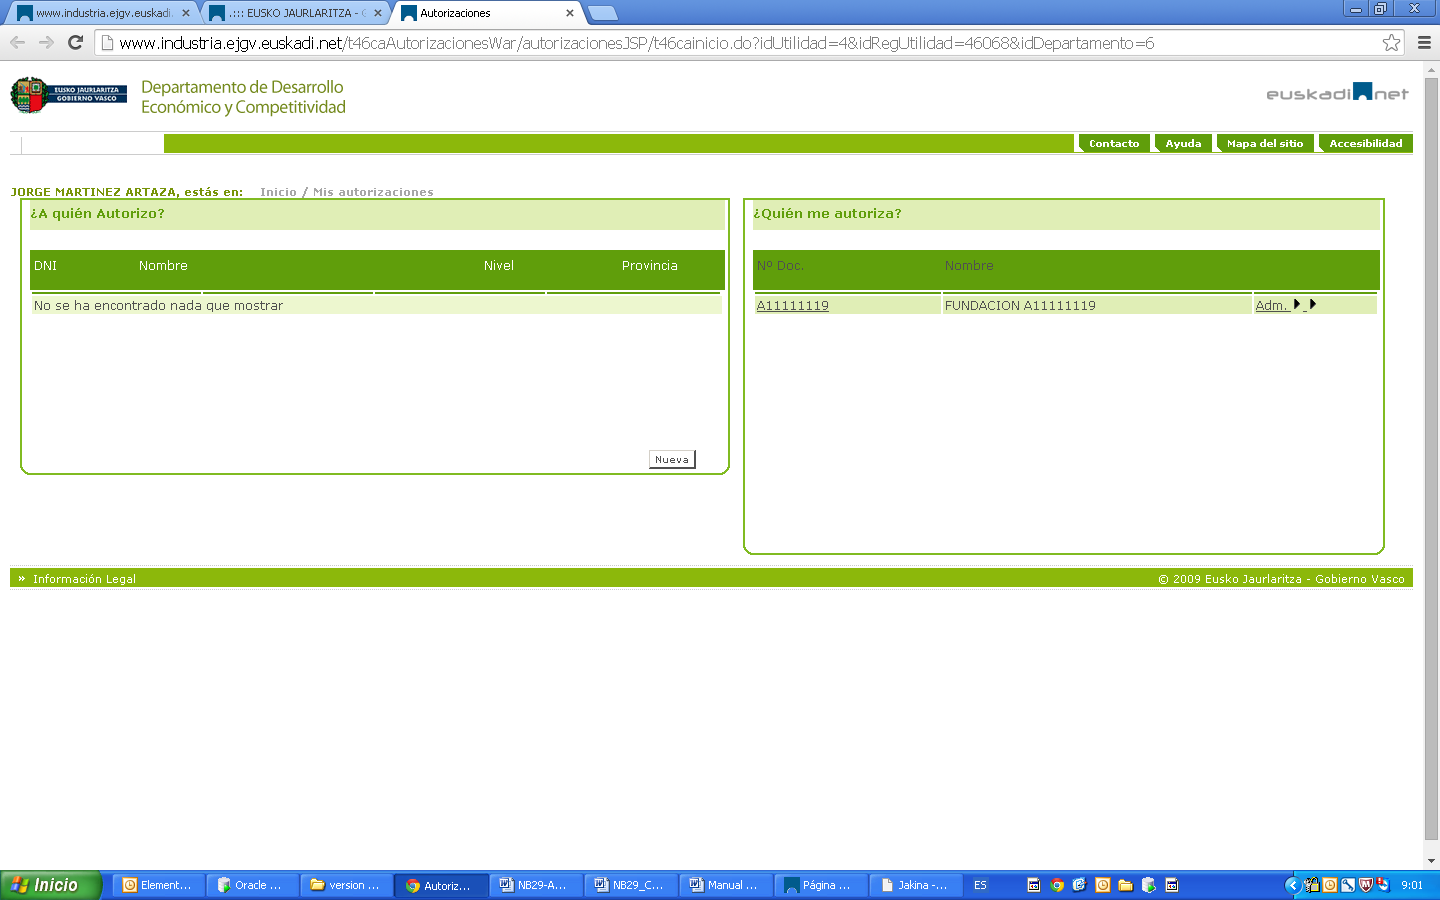 www.industria.ejgv.euskadi.
.::: EUSKO JAURLARITZA - G
Autorizaciones
www.industria.ejgv.euskadi.net/t46caAutorizacionesWar/autorizacionesJSP/t46cainicio.do?idUtilidad=4&idRegUtilidad=46068&idDepartamento=6
EUSKO JAURLARITZA
GOBIERNO VASCO
Departamento de Desarrollo
Económico y Competitividad
euskadi net
Contacto
Ayuda
Mapa del sitio
Accesibilidad
JORGE MARTINEZ ARTAZA, estás en: Inicio / Mis autorizaciones
¿A quién Autorizo?
DNI Nombre Nivel Provincia
No se ha encontrado nada que mostrar
Nueva
¿Quién me autoriza?
Nº Doc. Nombre
A11111119 FUNDACION A11111119 Adm.
» Información Legal
© 2009 Eusko Jaurlaritza - Gobierno Vasco
Inicio
Element...
Oracle ...
version ...
Autoriz...
NB29-A...
NB29_C...
Manual ...
Página ...
Jakina -...
ES
9:01